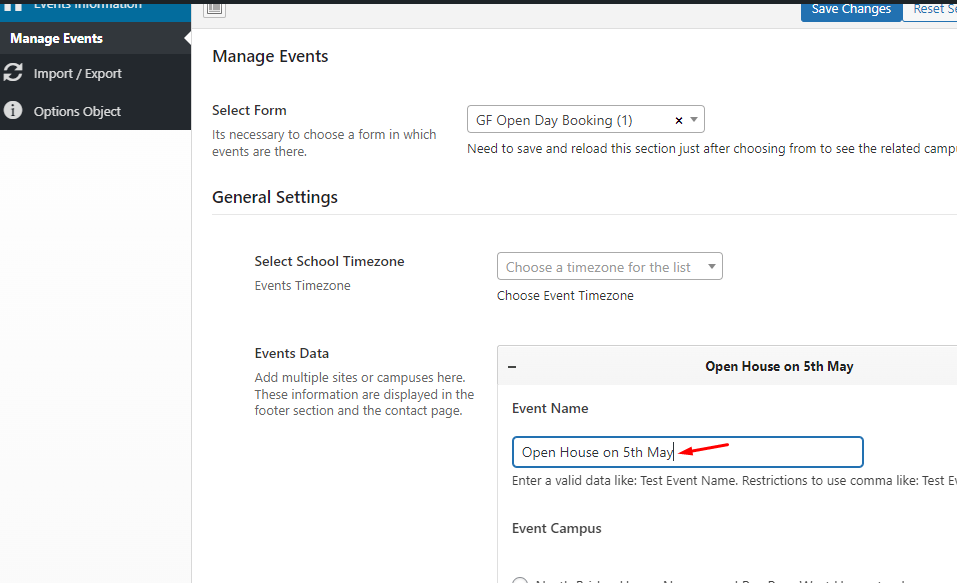 Events Information
Save Changes
Reset Se
Manage Events
Import / Export
Options Object
Manage Events
Select Form
Its necessary to choose a form in which
events are there.
GF Open Day Booking (1)
Need to save and reload this section just after choosing from to see the related camp
General Settings
Select School Timezone
Events Timezone
Choose a timezone for the list
Choose Event Timezone
Events Data
Add multiple sites or campuses here.
These information are displayed in the
footer section and the contact page.
Open House on 5th May
Event Name
Open House on 5th May
Enter a valid data like: Test Event Name. Restrictions to use comma like: Test E
Event Campus